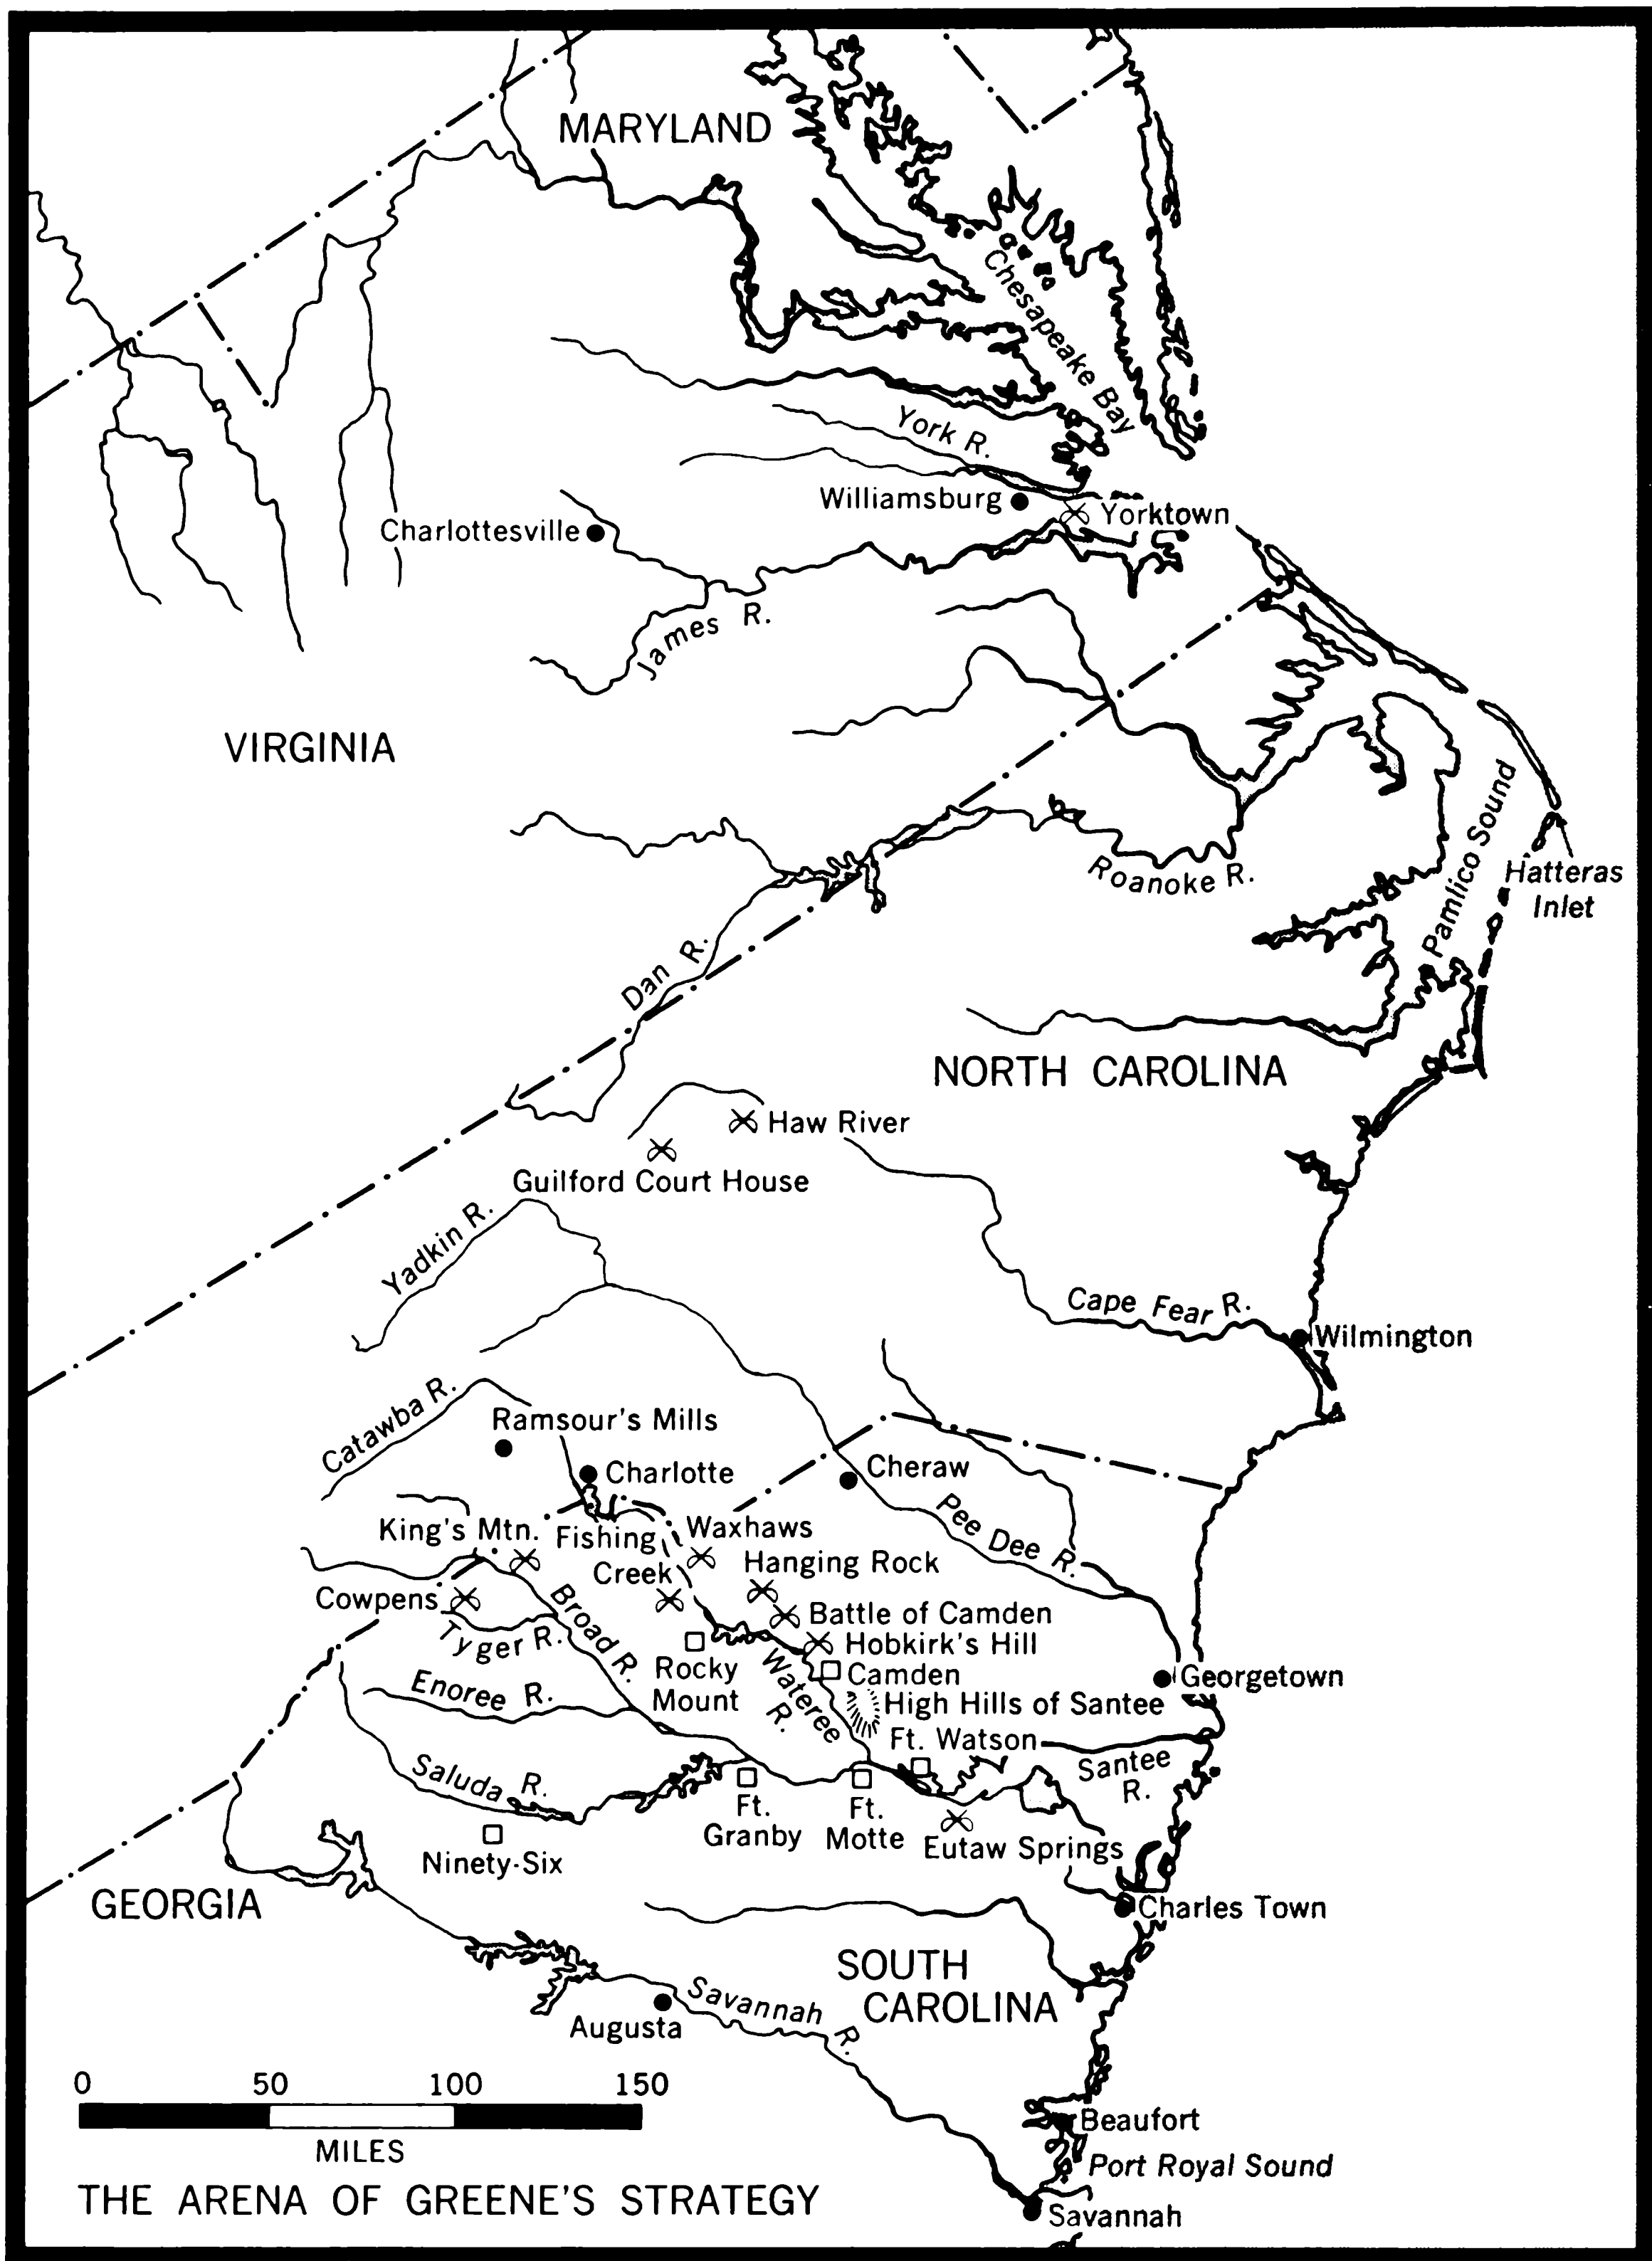 MARYLAND
Chesapeake Bay
York R.
Williamsburg
Yorktown
Charlottesville
James R.
VIRGINIA
Pamlico Sound
Hatteras
Inlet
Roanoke R.
Dan R.
NORTH CAROLINA
Haw River
Guilford Court House
Yadkin R.
Cape Fear R.
Wilmington
Catawba R.
Ramsour's Mills
Charlotte
Cheraw
Pee Dee R.
King's Mtn.
Fishing
Creek
Waxhaws
Hanging Rock
Cowpens
Broad R.
Battle of Camden
Tyger R.
Hobkirk's Hill
Rocky
Mount
Wateree
R.
Camden
Georgetown
Enoree R.
High Hills of Santee
Ft. Watson
Santee
R.
Saluda R.
Ft.
Granby
Ft.
Motte
Eutaw Springs
Ninety-Six
GEORGIA
Charles Town
SOUTH
CAROLINA
Savannah R.
Augusta
0 50 100 150
MILES
Beaufort
Port Royal Sound
THE ARENA OF GREENE'S STRATEGY
Savannah